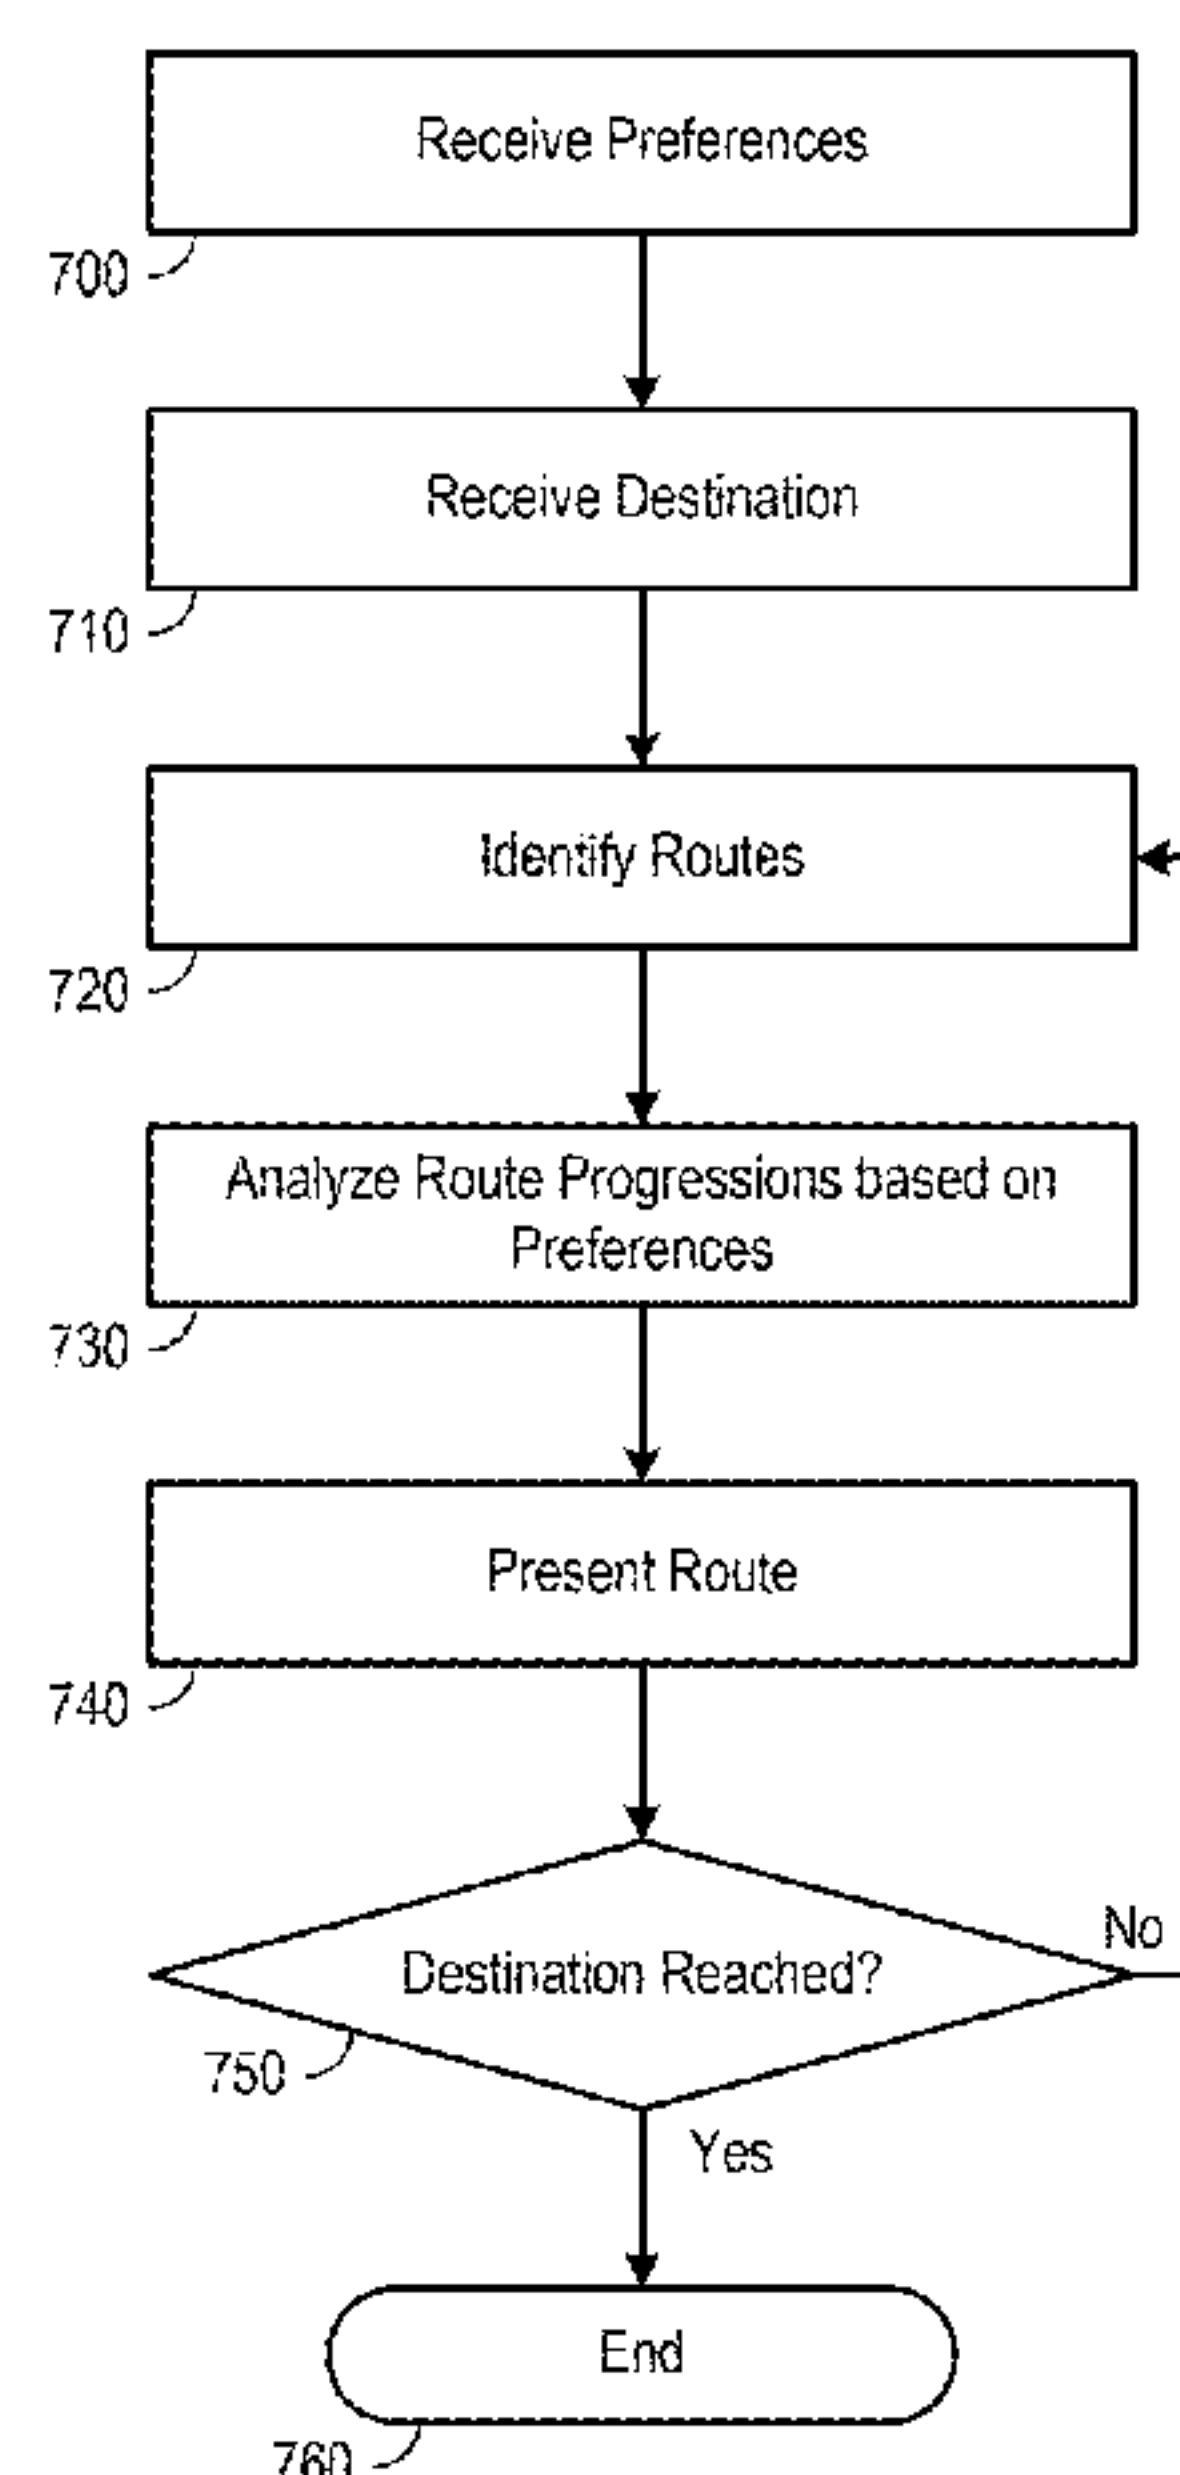 Receive Preferences
700
Receive Destination
710
Identify Routes
720
Analyze Route Progressions based on
Preferences
730
Present Route
740
No
Destination Reached?
750
Yes
End
760